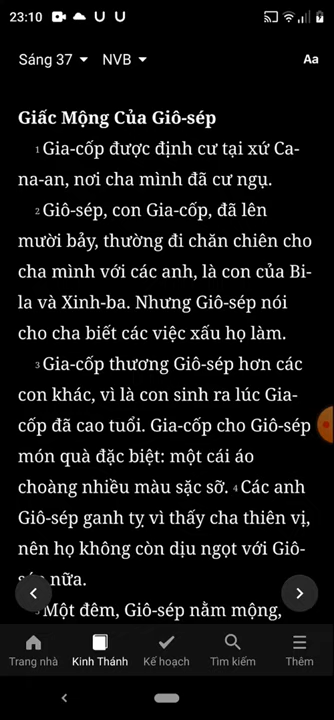 23:10
Sáng 37 NVB Aa
Giấc Mộng Của Giô-sép
1 Gia-cốp được định cư tại xứ Ca-
na-an, nơi cha mình đã cư ngụ.
2 Giô-sép, con Gia-cốp, đã lên
mười bảy, thường đi chăn chiên cho
cha mình với các anh, là con của Bi-
la và Xinh-ba. Nhưng Giô-sép nói
cho cha biết các việc xấu họ làm.
3 Gia-cốp thương Giô-sép hơn các
con khác, vì là con sinh ra lúc Gia-
cốp đã cao tuổi. Gia-cốp cho Giô-sép
món quà đặc biệt: một cái áo
choàng nhiều màu sặc sỡ. 4 Các anh
Giô-sép ganh tỵ vì thấy cha thiên vị,
nên họ không còn dịu ngọt với Giô-
sép nữa.
5 Một đêm, Giô-sép nằm mộng,
Trang nhà Kinh Thánh Kế hoạch Tìm kiếm Thêm